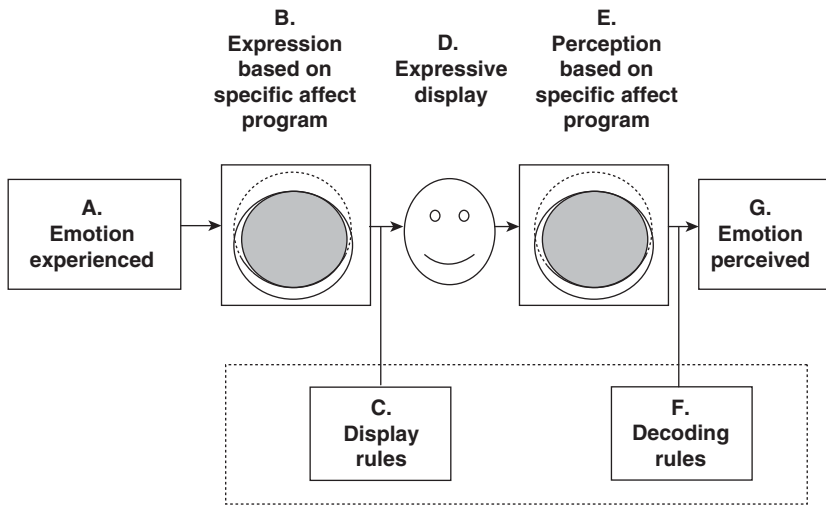 B.
Expression
based on
specific affect
program
D.
Expressive
display
E.
Perception
based on
specific affect
program
A.
Emotion
experienced
G.
Emotion
perceived
C.
Display
rules
F.
Decoding
rules